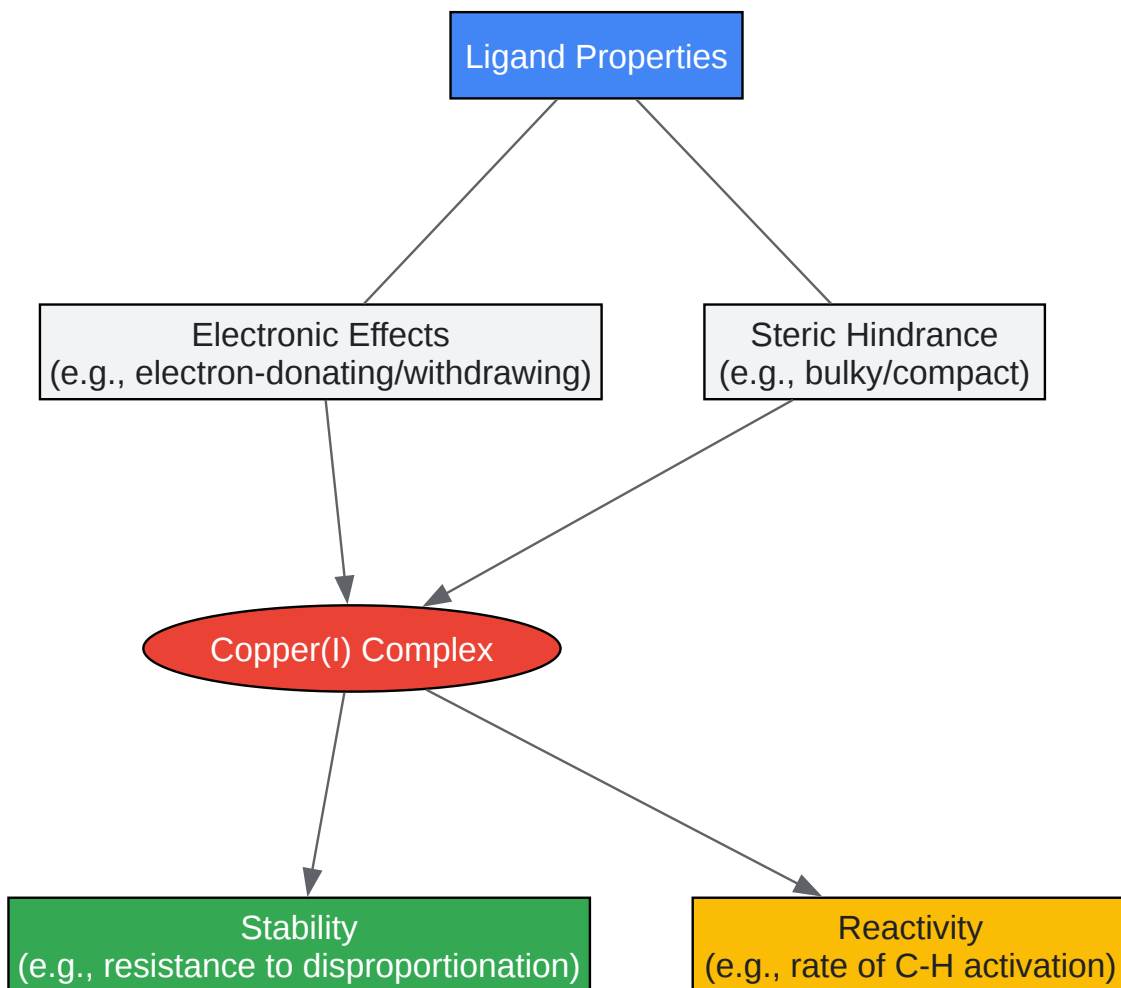 Ligand Properties
Electronic Effects
(e.g., electron-donating/withdrawing)
Steric Hindrance
(e.g., bulky/compact)
Copper(I) Complex
Stability
(e.g., resistance to disproportionation)
Reactivity
(e.g., rate of C-H activation)